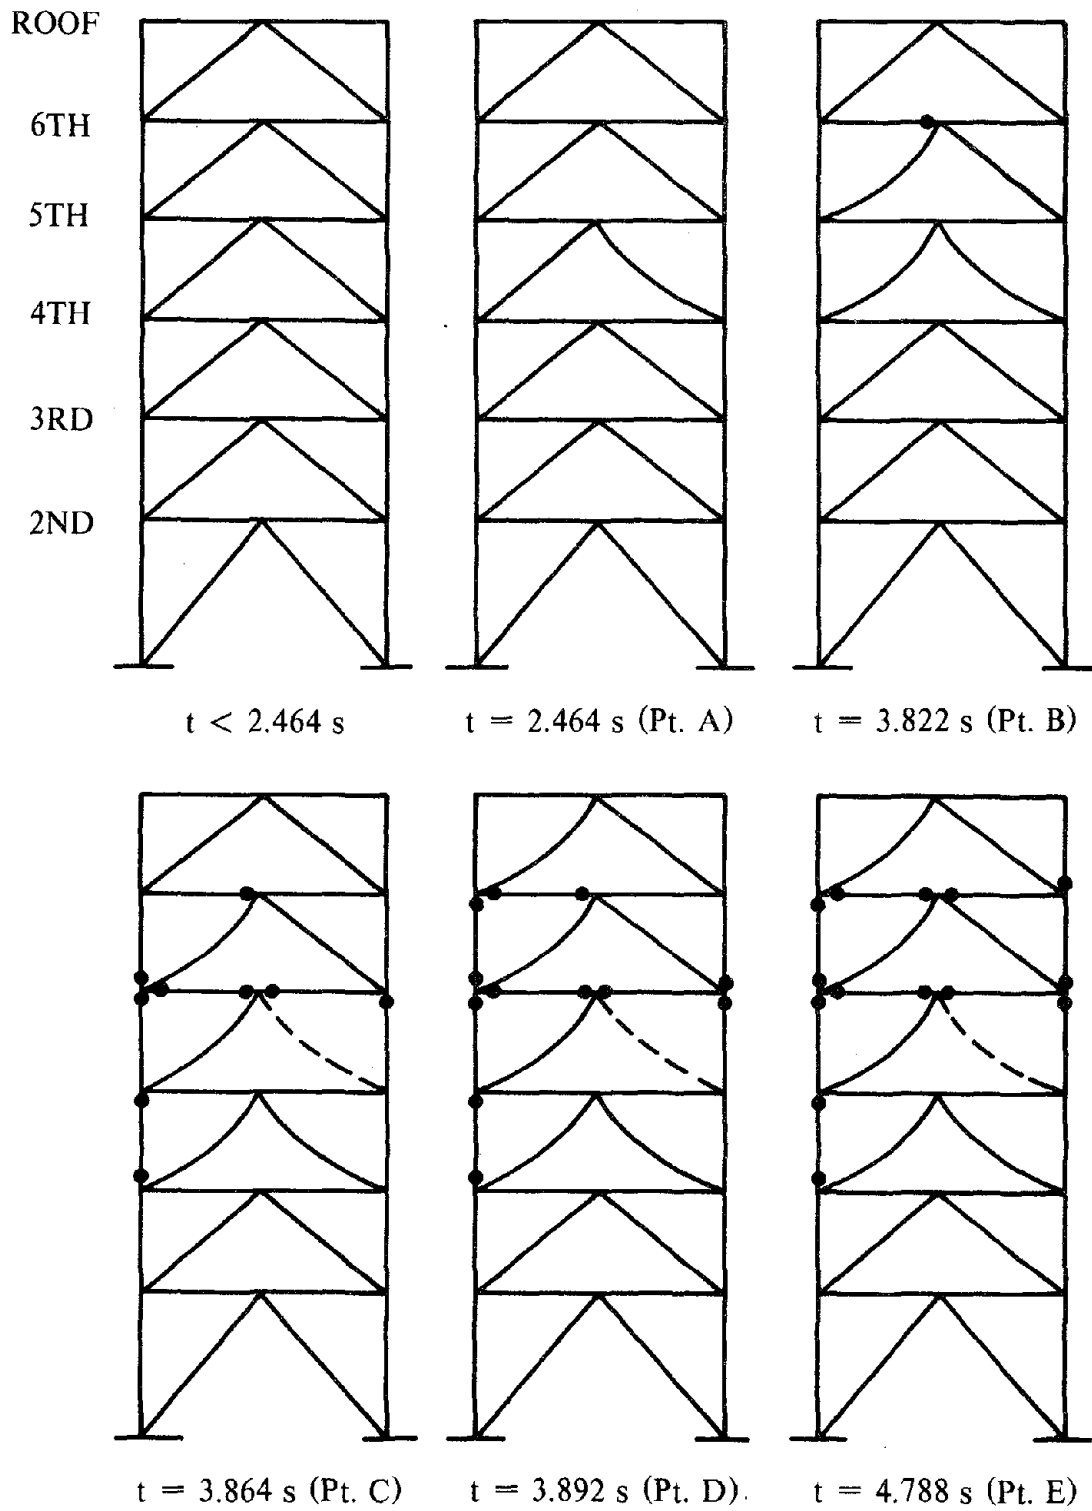 ROOF
6TH
5TH
4TH
3RD
2ND
t < 2.464 s
t = 2.464 s (Pt. A)
t = 3.822 s (Pt. B)
t = 3.864 s (Pt. C)
t = 3.892 s (Pt. D)
t = 4.788 s (Pt. E)